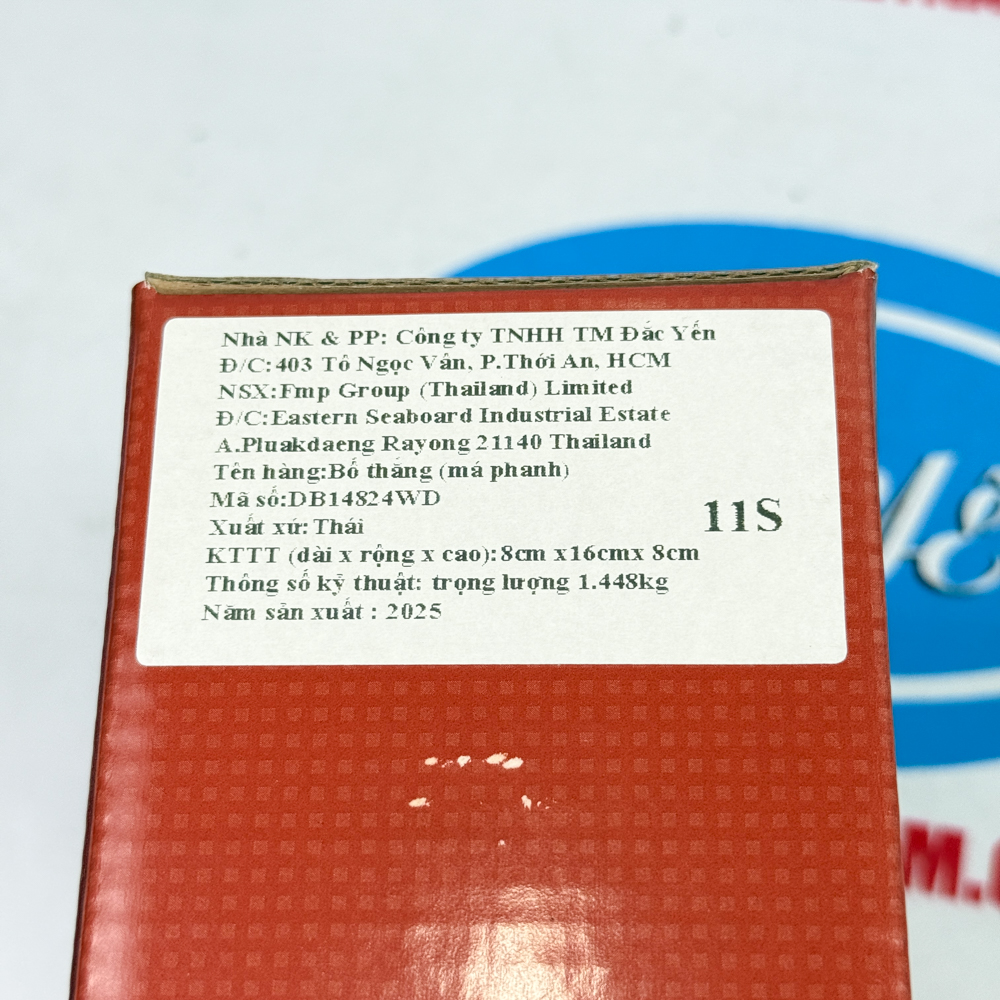 Nhà NK & PP: Công ty TNHH TM Đắc Yến
Đ/C:403 Tô Ngọc Vân, P.Thới An, HCM
NSX:Fmp Group (Thailand) Limited
Đ/C:Eastern Seaboard Industrial Estate
A.Pluakdaeng Rayong 21140 Thailand
Tên hàng:Bố thắng (má phanh)
Mã số:DB14824WD
Xuất xứ: Thái
11S
KTTT (dài x rộng x cao):8cm x16cmx 8cm
Thông số kỹ thuật: trọng lượng 1.448kg
Năm sản xuất : 2025
M.